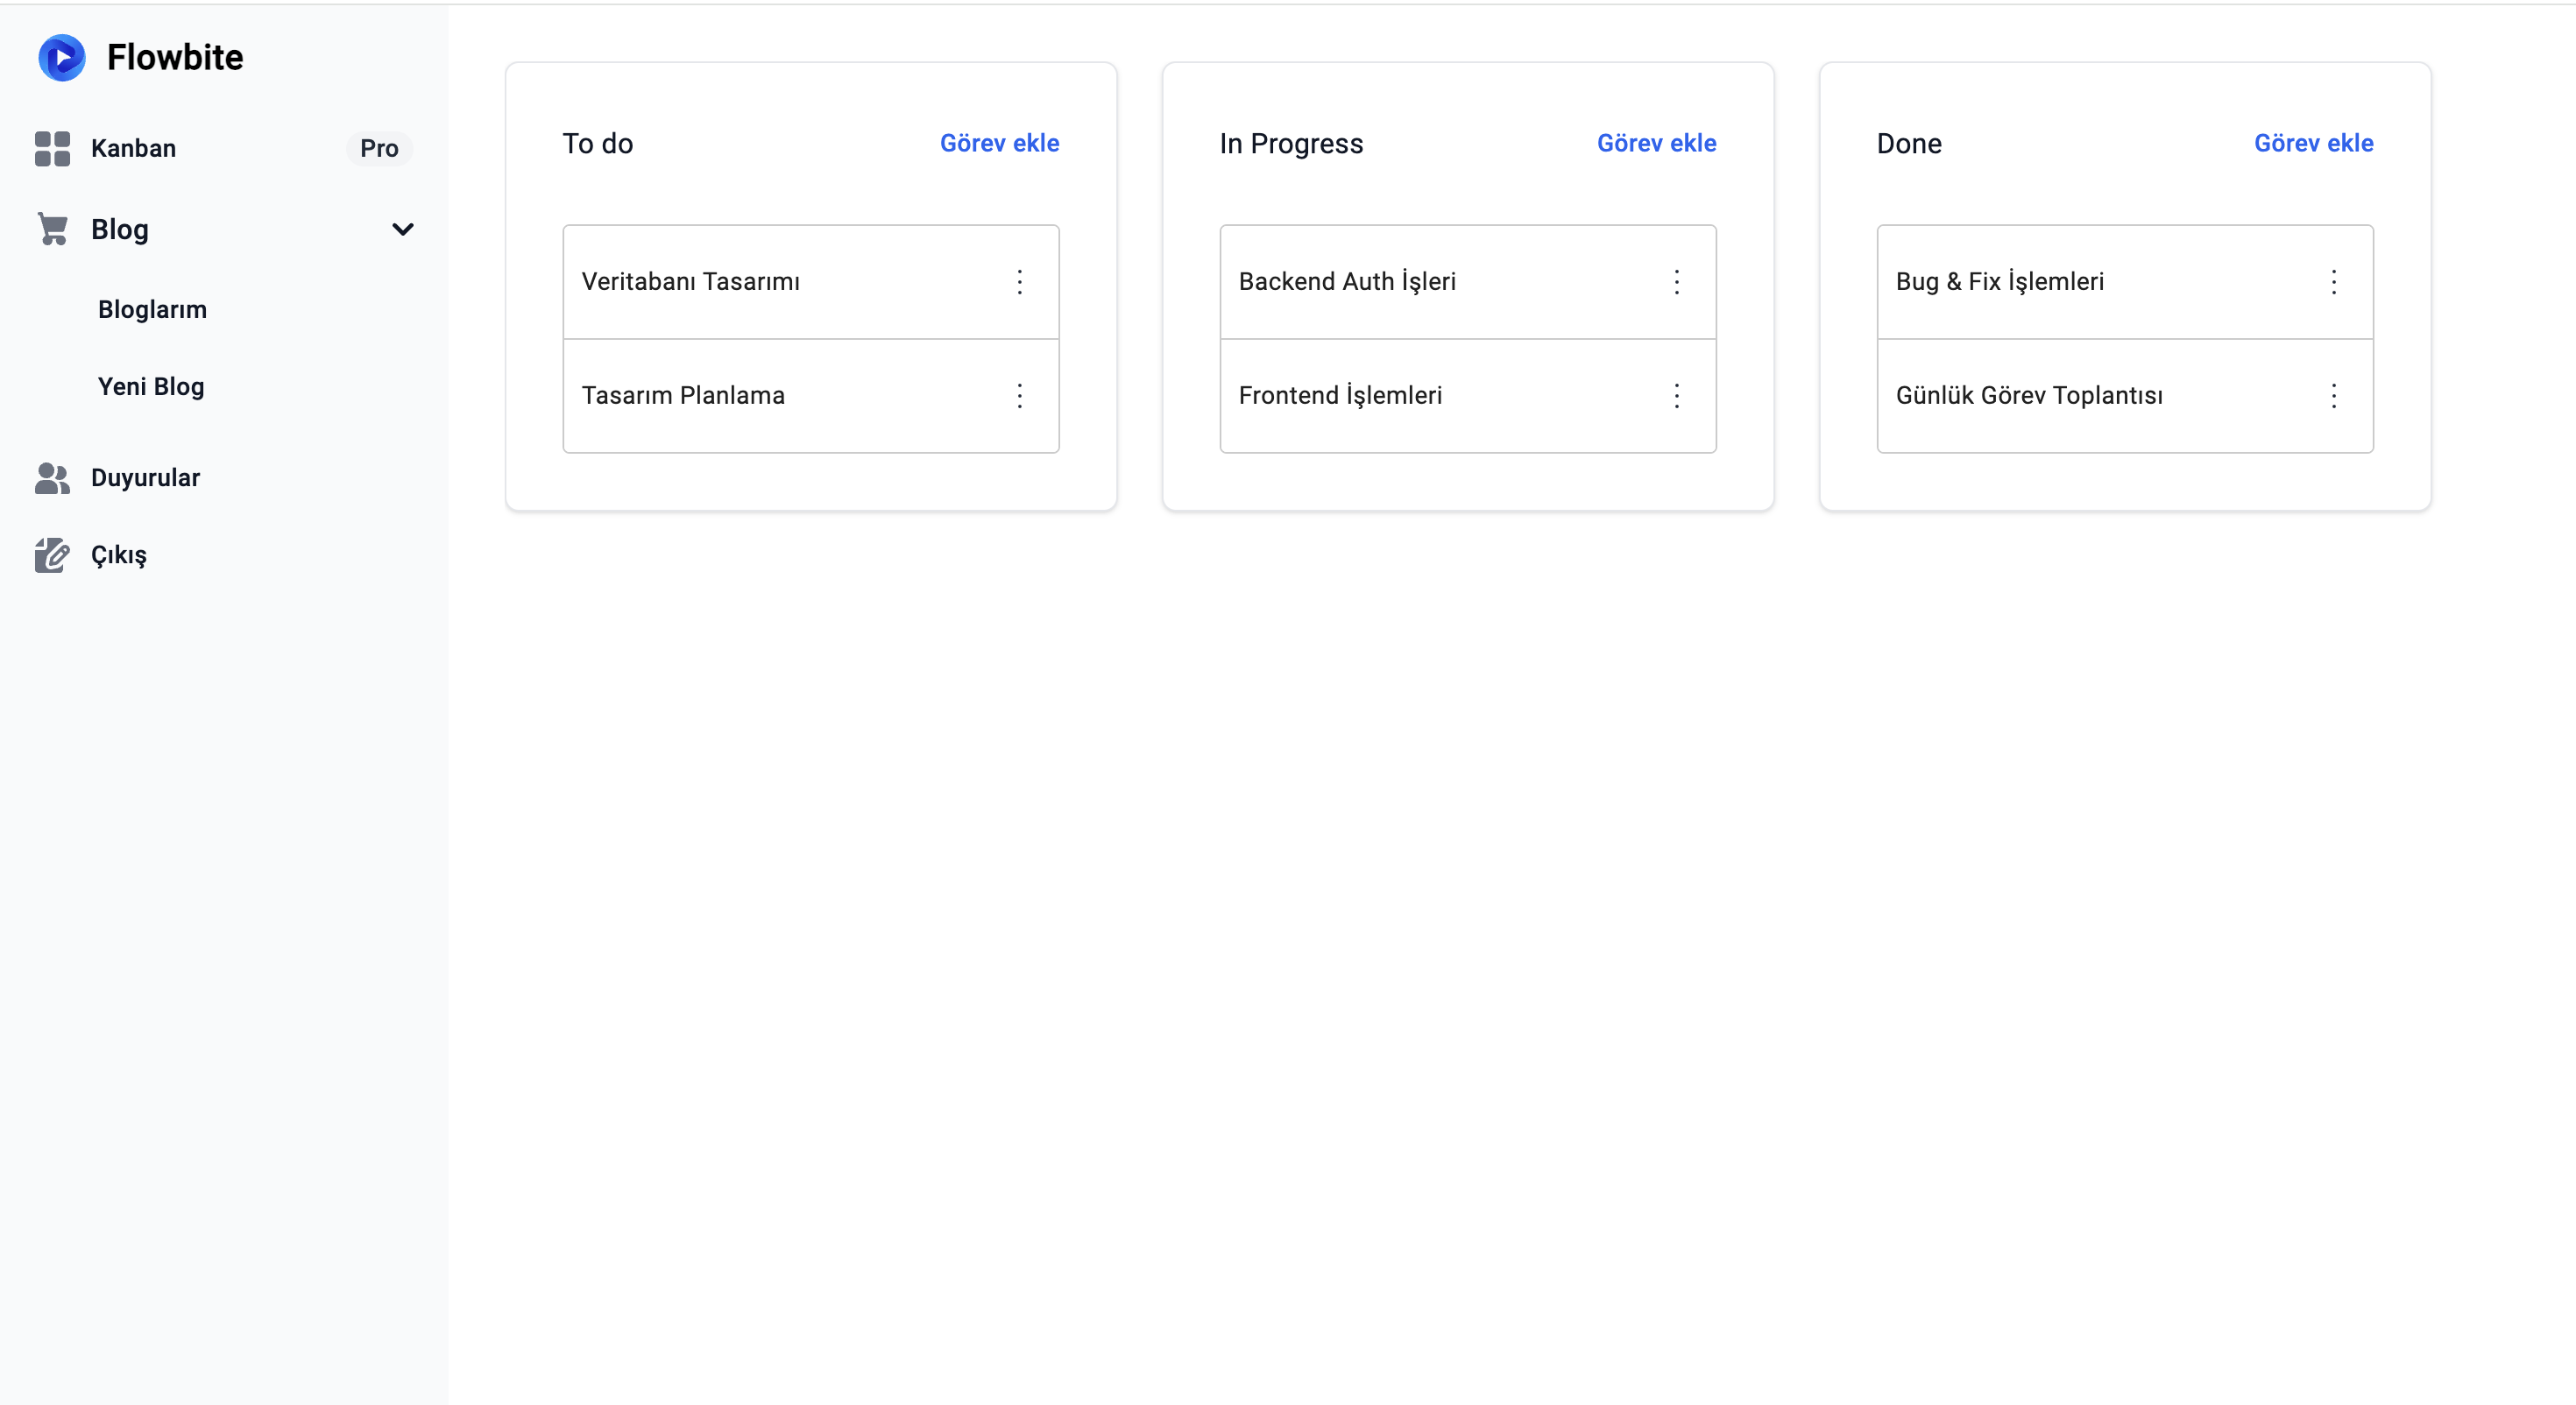 Flowbite
Kanban
Pro
Blog
Bloglarım
Yeni Blog
Duyurular
Çıkış
To do
Görev ekle
Veritabanı Tasarımı
Tasarım Planlama
In Progress
Görev ekle
Backend Auth İşleri
Frontend İşlemleri
Done
Görev ekle
Bug & Fix İşlemleri
Günlük Görev Toplantısı